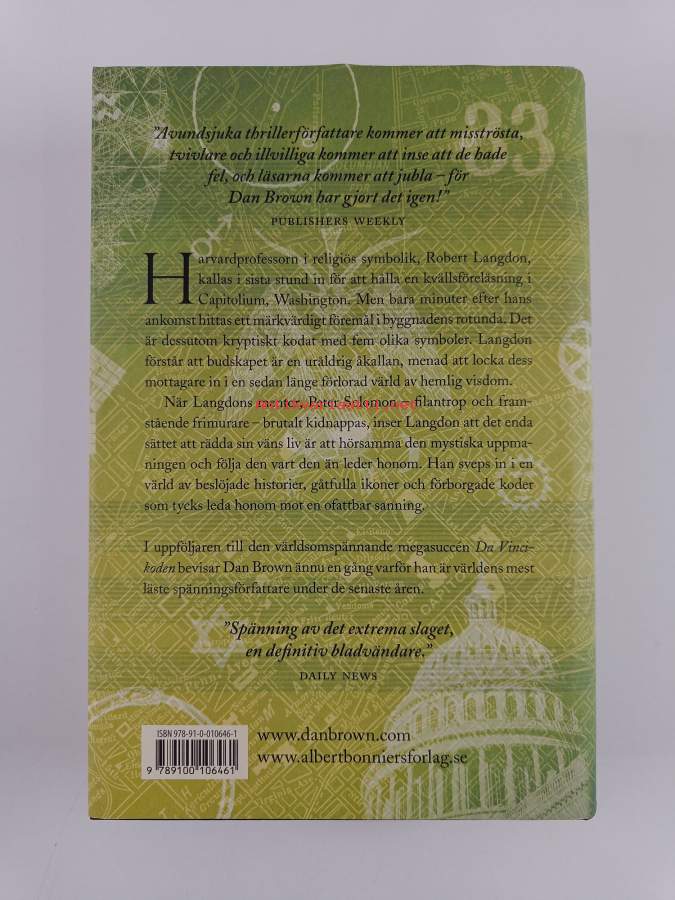 33
”Avundsjuka thrillerförfattare kommer att misströsta,
tvivlare och illvilliga kommer att inse att de hade
fel, och läsarna kommer att jubla – för
Dan Brown har gjort det igen!”
PUBLISHERS WEEKLY
Harvardprofessorn i religiös symbolik, Robert Langdon,
kallas i sista stund in för att hålla en kvällsföreläsning i
Capitolium, Washington. Men bara minuter efter hans
ankomst hittas ett märkvärdigt föremål i byggnadens rotunda. Det
är dessutom kryptiskt kodat med fem olika symboler. Langdon
förstår att budskapet är en uråldrig åkallan, menad att locka dess
mottagare in i en sedan länge förlorad värld av hemlig visdom.
När Langdons mentor, Peter Solomon – filantrop och fram-
stående frimurare – brutalt kidnappas, inser Langdon att det enda
sättet att rädda sin väns liv är att hörsamma den mystiska uppma-
ningen och följa den vart den än leder honom. Han sveps in i en
värld av beslöjade historier, gåtfulla ikoner och förborgade koder
som tycks leda honom mot en ofattbar sanning.
I uppföljaren till den världsomspännande megasuccén Da Vinci-
koden bevisar Dan Brown ännu en gång varför han är världens mest
läste spänningsförfattare under de senaste åren.
”Spänning av det extrema slaget,
en definitiv bladvändare.”
DAILY NEWS
ISBN 978-91-0-010646-1
9 789100 106461
www.danbrown.com
www.albertbonniersforlag.se